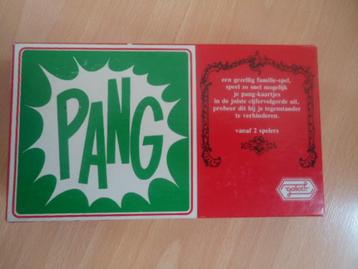 PANG
een gezellig familie-spel,
speel zo snel mogelijk
je pang-kaartjes
in de juiste cijfervolgorde uit,
probeer dit bij je tegenstander
te verhinderen.
vanaf 2 spelers
goliath